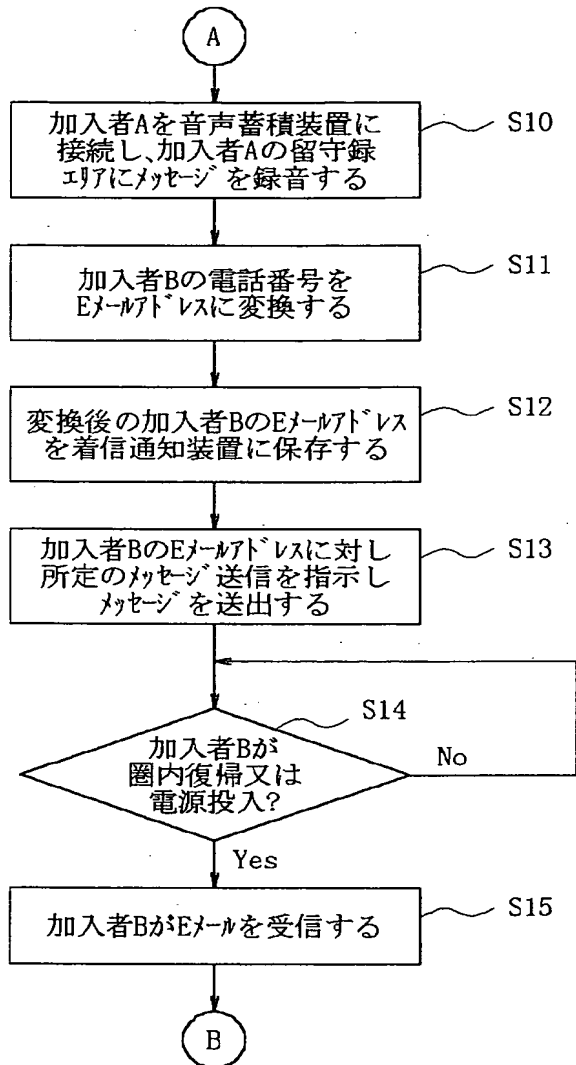 A
加入者Aを音声蓄積装置に
接続し、加入者Aの留守録
エリアにメッセージを録音する
S10
加入者Bの電話番号を
Eメールアドレスに変換する
S11
変換後の加入者BのEメールアドレス
を着信通知装置に保存する
S12
加入者BのEメールアドレスに対し
所定のメッセージ送信を指示し
メッセージを送出する
S13
S14
加入者Bが
圏内復帰又は
電源投入?
No
Yes
加入者BがEメールを受信する
S15
B